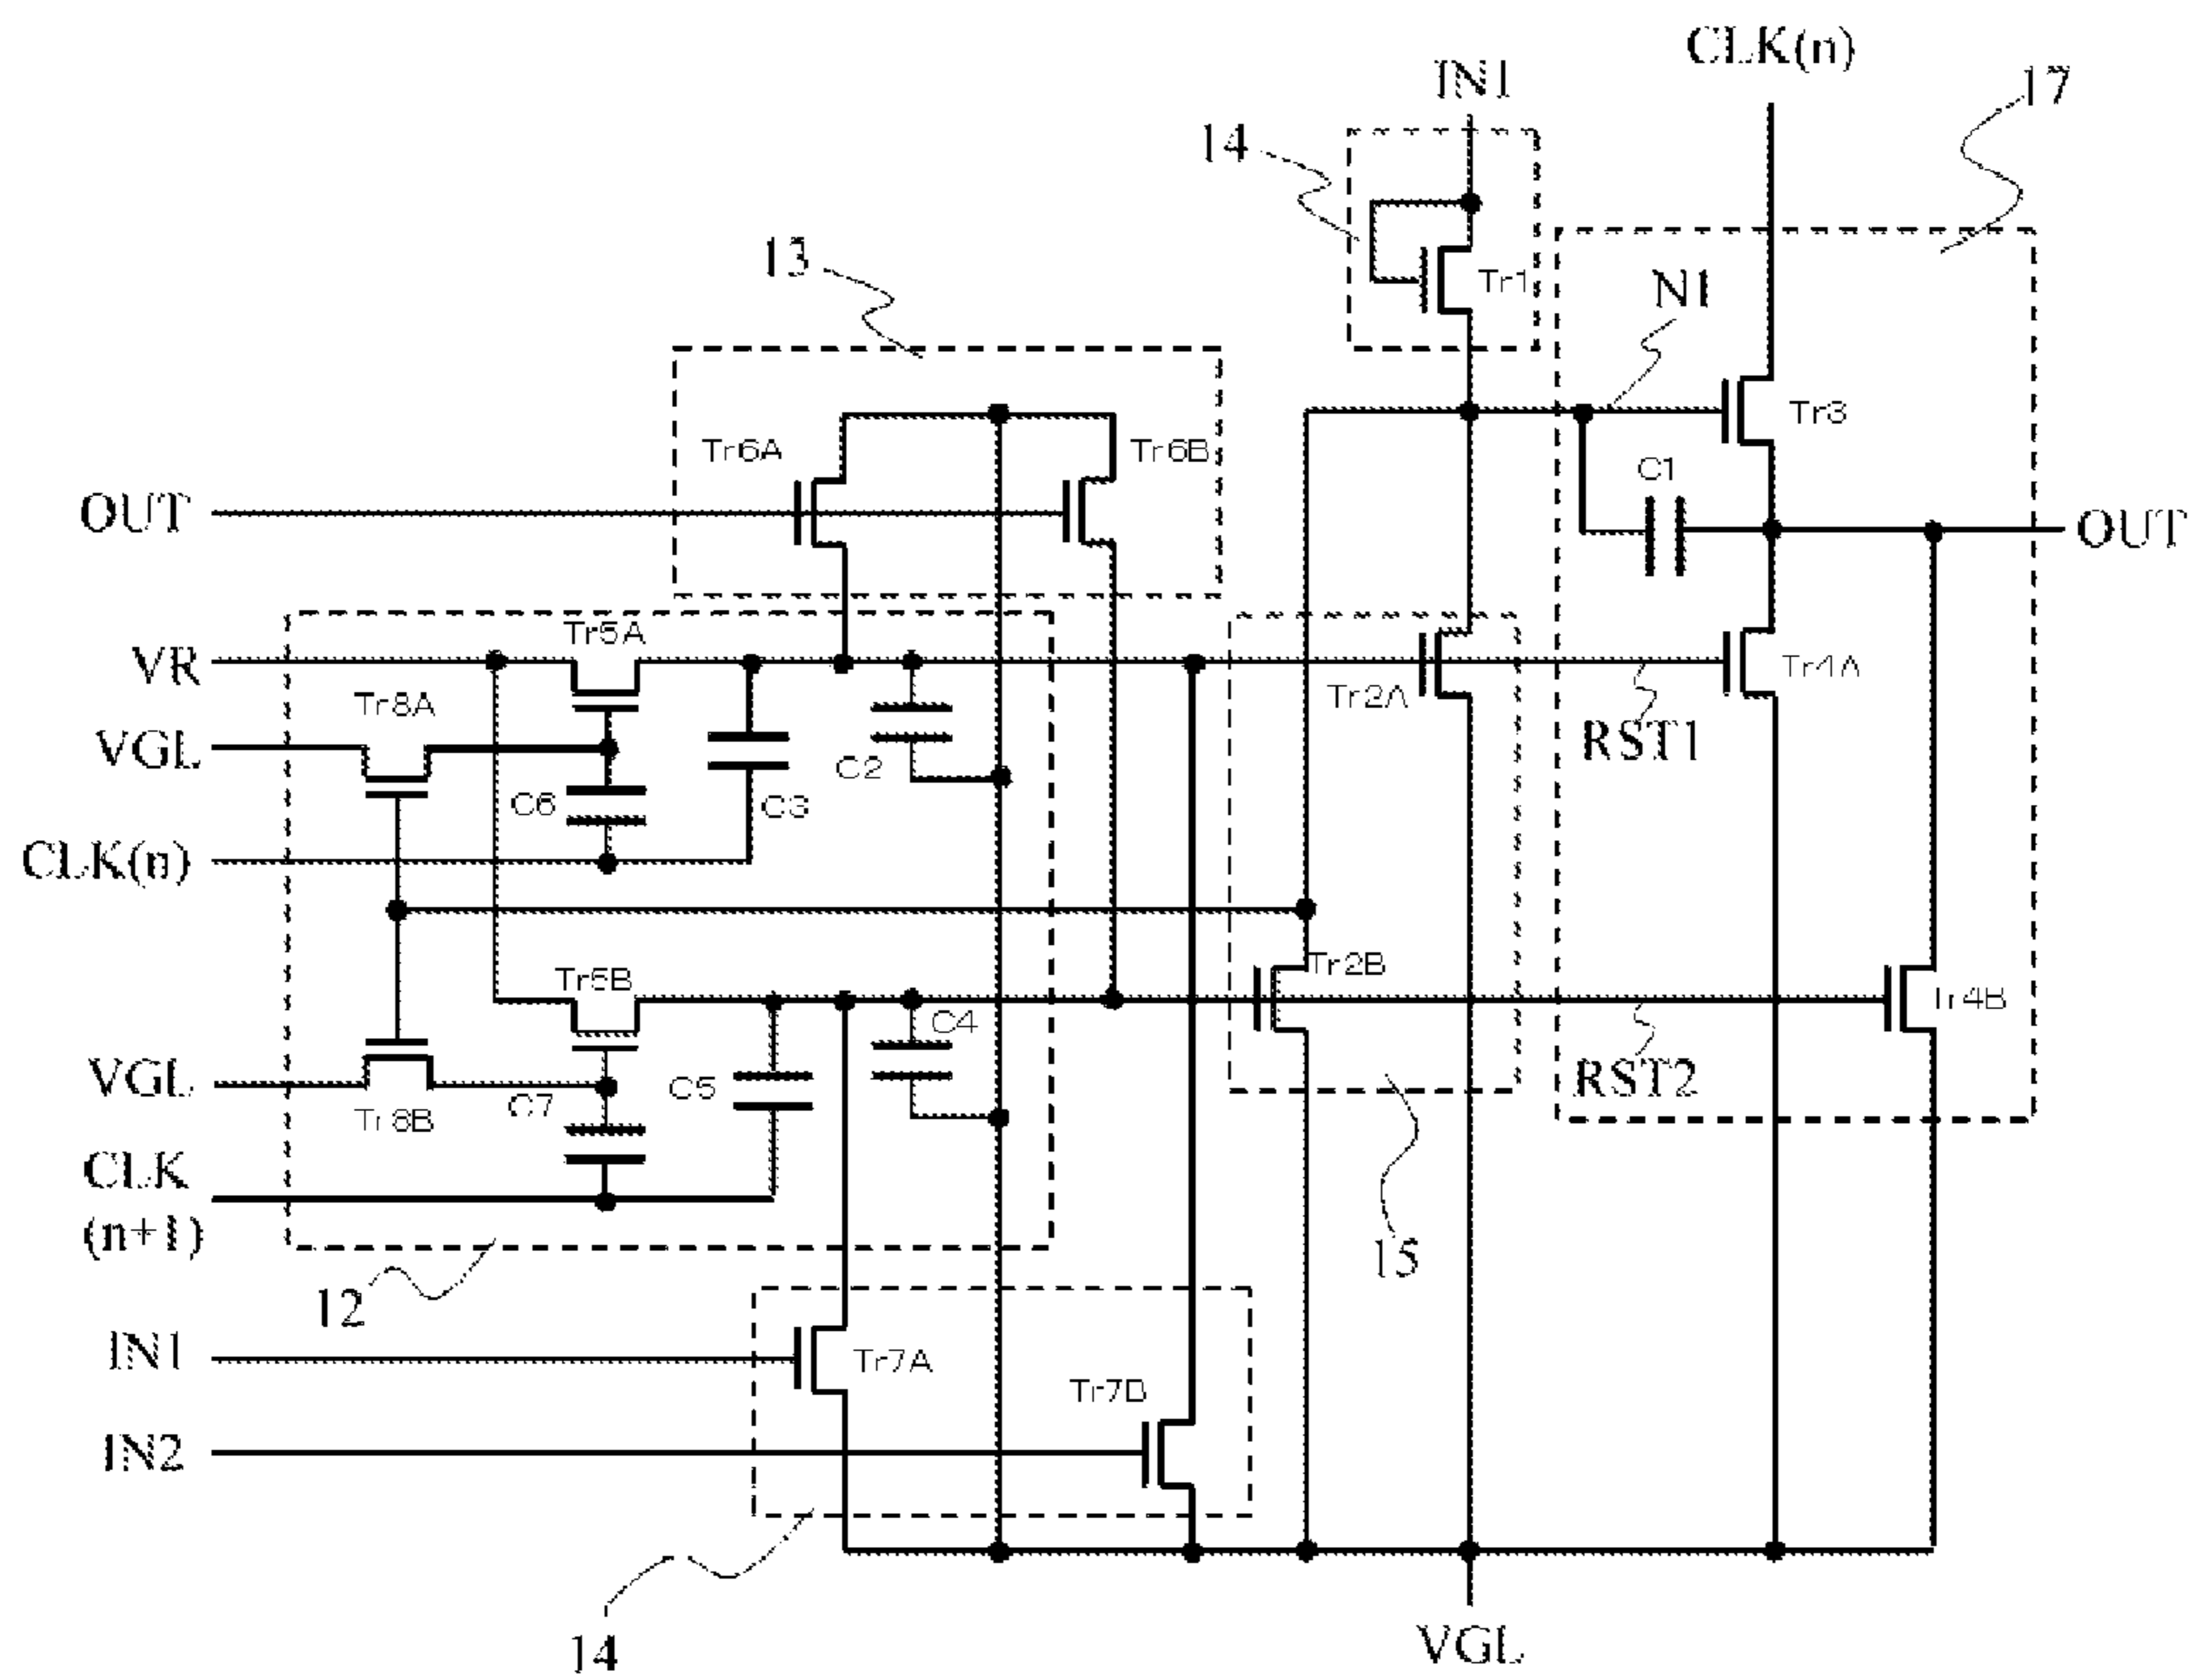 CLK(n)
IN1
17
14
13
Tr1
N1
Tr3
Tr6A
Tr6B
C1
OUT
OUT
Tr5A
VR
Tr8A
Tr2A
Tr4A
VGL
RST1
C6
C3
C2
CLK(n)
Tr5B
Tr2B
C4
Tr4B
VGL
C7
C5
RST2
Tr8B
CLK
(n+1)
15
12
IN1
Tr7A
Tr7B
IN2
14
VGL